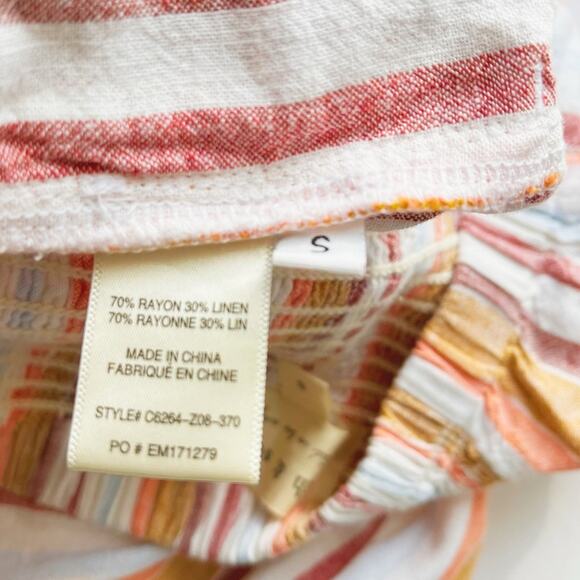 S
70% RAYON 30% LINEN
70% RAYONNE 30% LIN
MADE IN CHINA
FABRIQUÉ EN CHINE
STYLE# C6264-Z08-370
PO # EM171279